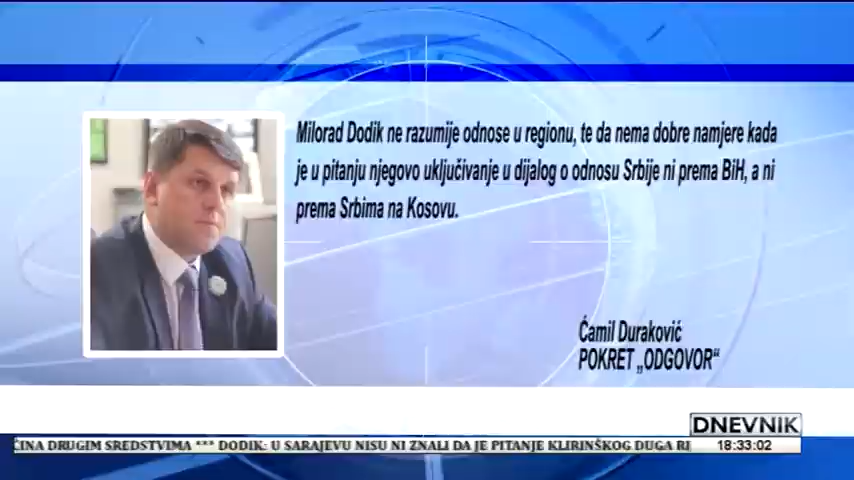 Milorad Dodik ne razumije odnose u regionu, te da nema dobre namjere kada
je u pitanju njegovo uključivanje u dijalog o odnosu Srbije ni prema BiH, a ni
prema Srbima na Kosovu.
Ćamil Duraković
POKRET „ODGOVOR“
DNEVNIK
ČINA DRUGIM SREDSTVIMA *** DODIK: U SARAJEVU NISU NI ZNALI DA JE PITANJE KLIRINŠKOG DUGA RJ
18:33:02